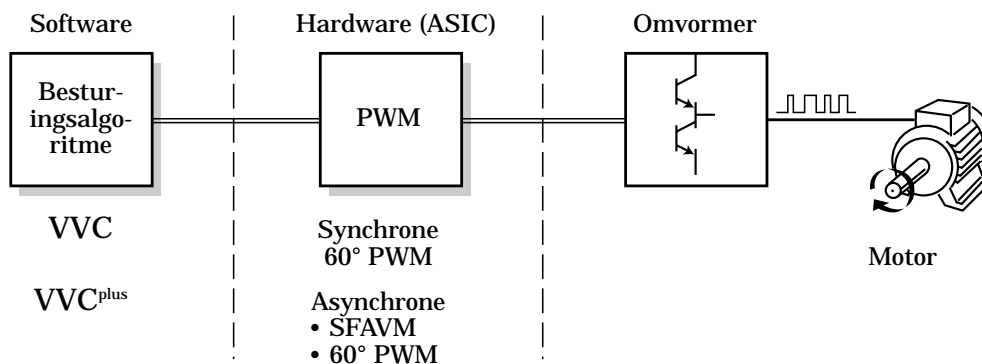 Software
Hardware (ASIC)
Omvormer
Bestur-
ingsalgo-
ritme
PWM
VVC
VVCplus
Synchrone
60° PWM
Asynchrone
• SFAVM
• 60° PWM
Motor